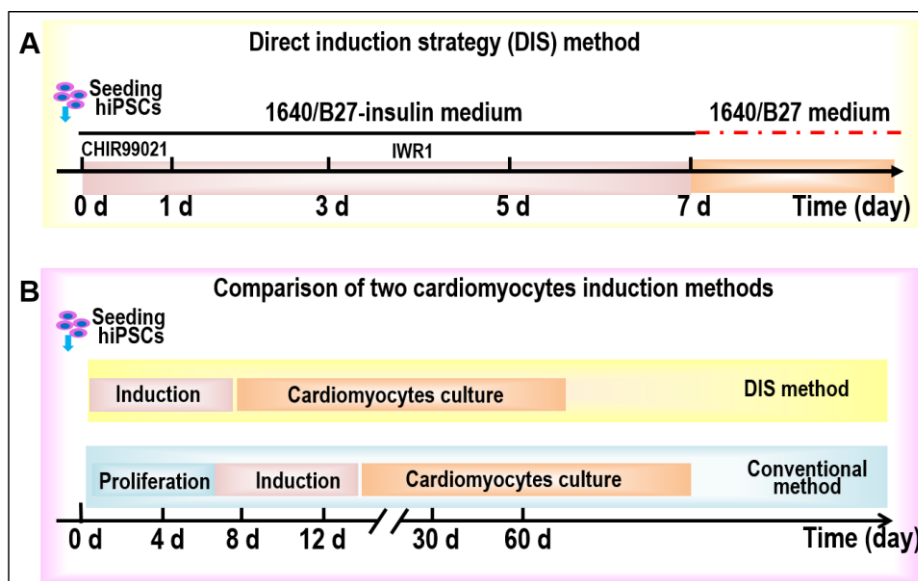 A
Direct induction strategy (DIS) method
Seeding
hiPSCs
1640/B27-insulin medium
1640/B27 medium
CHIR99021
IWR1
0 d
1 d
3 d
5 d
7 d
Time (day)
B
Comparison of two cardiomyocytes induction methods
Seeding
hiPSCs
Induction
Cardiomyocytes culture
DIS method
Proliferation
Induction
Cardiomyocytes culture
Conventional
method
0 d
4 d
8 d
12 d
30 d
60 d
Time (day)